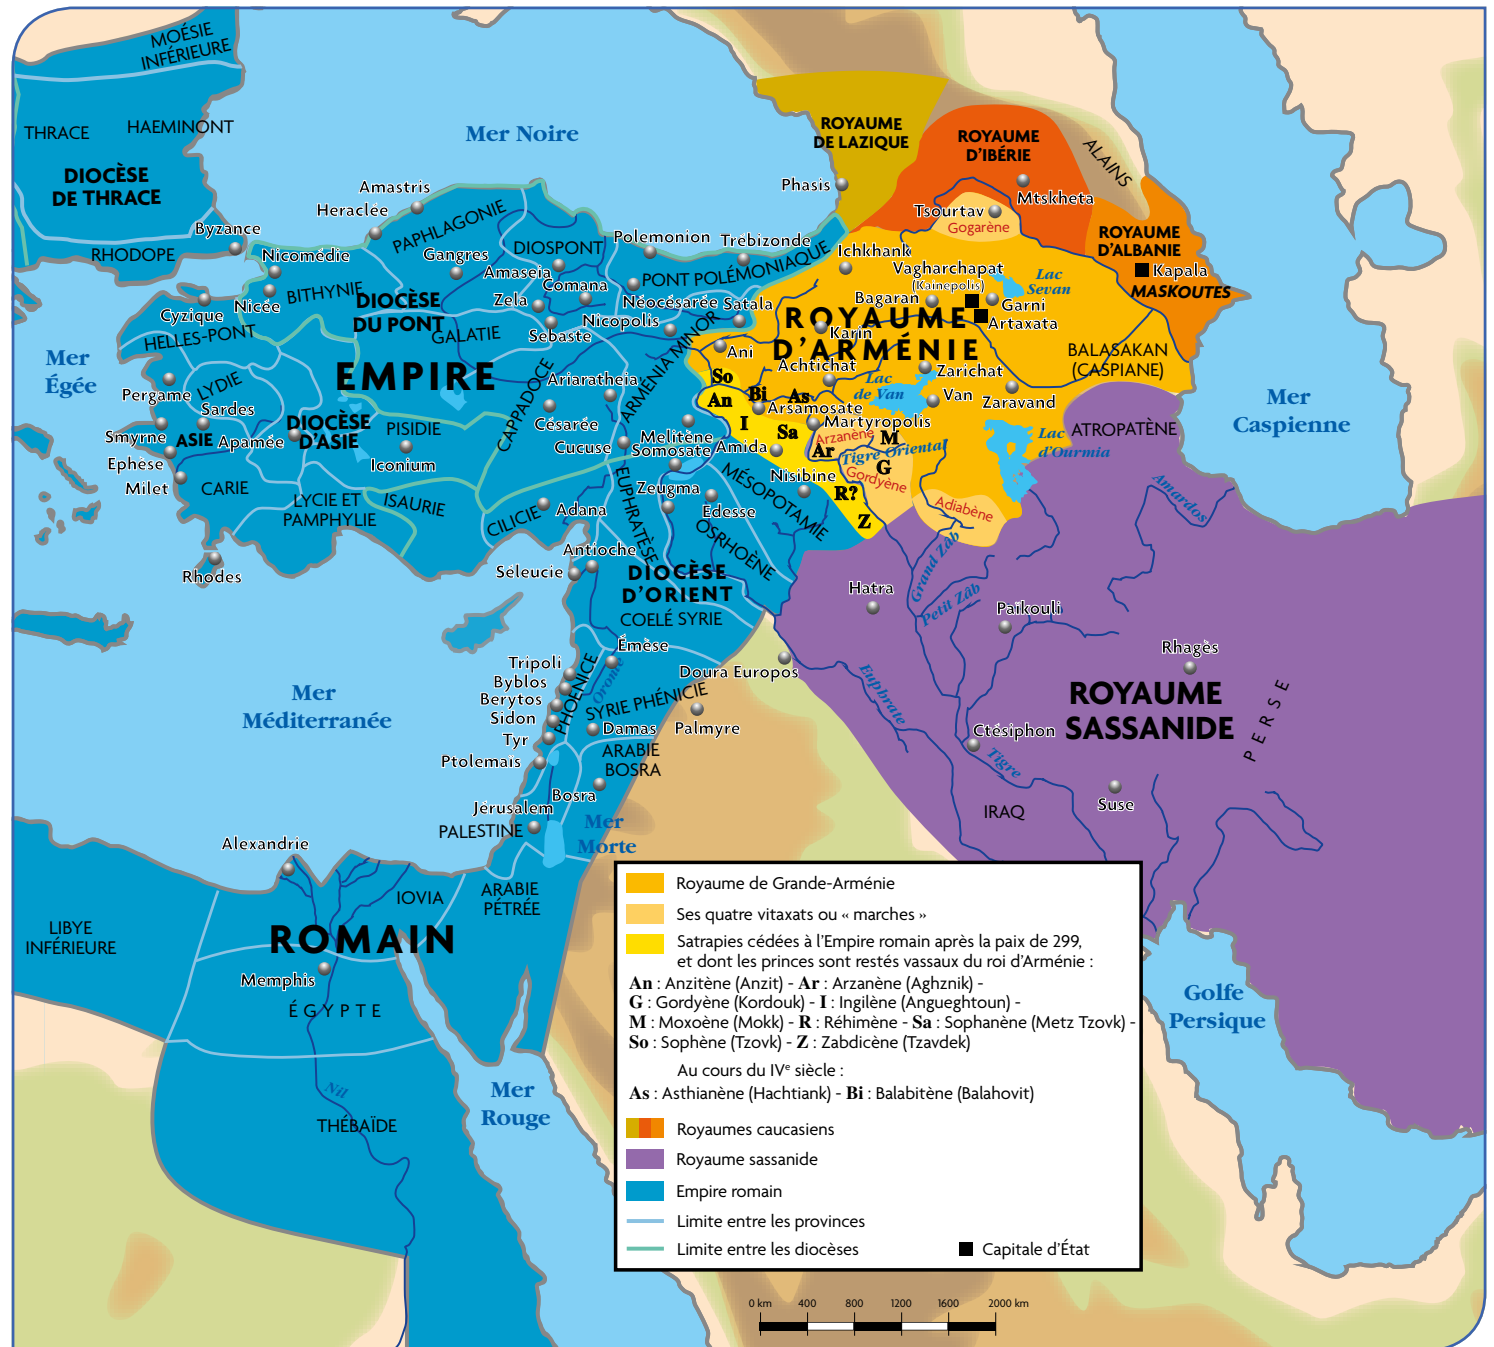 MOÉSIE
INFÉRIEURE
THRACE
HAEMINONT
DIOCÈSE
DE THRACE
RHODOPE
Byzance
Mer Noire
Amastris
Heraclée
PAPHLAGONIE
Gangres
DIOSPONT
Amaseia
Comana
Zela
Sebaste
Polemonion
Trébizonde
PONT POLÉMONIAQUE
Néocésarée
Satala
Nicopolis
Nicomédie
Nicée
BITHYNIE
DIOCÈSE
DU PONT
GALATIE
Cyzique
HELLES-PONT
Mer
Égée
Pergame
LYDIE
Sardes
Smyrne
ASIE
Apamée
Ephèse
Milet
CARIE
DIOCÈSE
D'ASIE
PISIDIE
Iconium
LYCIE ET
PAMPHYLIE
ISAURIE
CILICIE
Adana
Rhodes
EMPIRE
CAPPADOCE
Ariaratheia
Césarée
Cucuse
ARMÉNIA MINOR
Melitène
Somosate
Zeugma
Edesse
EUPHRATÈSE
OSRHOÈNE
MÉSOPOTAMIE
Amida
Nisibine
Antioche
Séleucie
DIOCÈSE
D'ORIENT
COELÉ SYRIE
Émèse
Oronte
Tripoli
Byblos
Berytos
Sidon
Tyr
Ptolemaïs
PHOENICE
SYRIE PHÉNICIE
Damas
Palmyre
Doura Europos
ARABIE
BOSRA
Bosra
Jérusalem
PALESTINE
Mer
Morte
Mer
Méditerranée
Alexandrie
IOVIA
ARABIE
PÉTRÉE
LIBYE
INFÉRIEURE
ROMAIN
Memphis
ÉGYPTE
Nil
THÉBAÏDE
Mer
Rouge
ROYAUME
DE LAZIQUE
Phasis
ROYAUME
D'IBÉRIE
Mtskheta
ALAINS
Tsourtav
Gogarène
ROYAUME
D'ALBANIE
Kapala
MASKOUTES
Ichkhank
Vagharchapat
(Kainepolis)
Bagaran
Lac
Sevan
Garni
Artaxata
ROYAUME
D'ARMÉNIE
Karin
Ani
Achtichat
Zarichat
BALASAKAN
(CASPIANE)
Lac
de Van
Van
Zaravand
So
An
Bi
As
I
Arsamosate
Sa
Martyropolis
Arzanène
Ar
M
Tigre Oriental
G
Gordyène
R?
Z
Adiabène
Lac
d'Ourmia
ATROPATÈNE
Mer
Caspienne
Amardos
Grand Zâb
Petit Zâb
Hatra
Païkouli
Rhagès
ROYAUME
SASSANIDE
PERSE
Euphrate
Ctésiphon
Tigre
IRAQ
Suse
Golfe
Persique
Royaume de Grande-Arménie
Ses quatre vitaxats ou « marches »
Satrapies cédées à l'Empire romain après la paix de 299,
et dont les princes sont restés vassaux du roi d'Arménie :
An : Anzitène (Anzit) - Ar : Arzanène (Aghznik) -
G : Gordyène (Kordouk) - I : Ingilène (Angueghtoun) -
M : Moxoène (Mokk) - R : Réhimène - Sa : Sophanène (Metz Tzovk) -
So : Sophène (Tzovk) - Z : Zabdicène (Tzavdek)
Au cours du IVe siècle :
As : Asthianène (Hachtiank) - Bi : Balabitène (Balahovit)
Royaumes caucasiens
Royaume sassanide
Empire romain
Limite entre les provinces
Limite entre les diocèses
Capitale d'État
0 km 400 800 1200 1600 2000 km